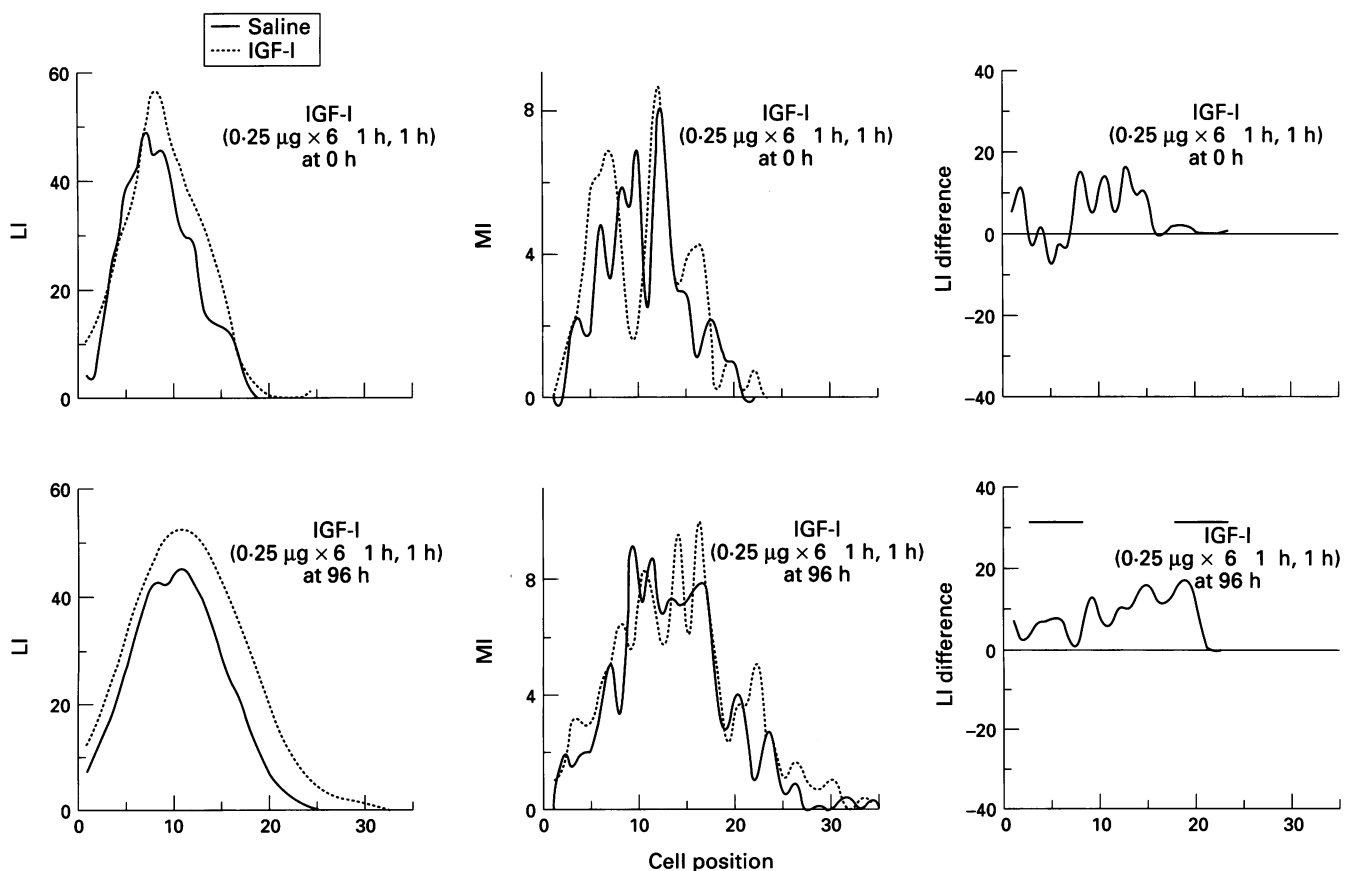 Saline
IGF-I
60
40
20
0
LI
IGF-I
(0·25 µg × 6 1 h, 1 h)
at 0 h
8
4
0
MI
IGF-I
(0·25 µg × 6 1 h, 1 h)
at 0 h
40
20
0
−20
−40
LI difference
IGF-I
(0·25 µg × 6 1 h, 1 h)
at 0 h
60
40
20
0
LI
IGF-I
(0·25 µg × 6 1 h, 1 h)
at 96 h
0 10 20 30
8
4
0
MI
IGF-I
(0·25 µg × 6 1 h, 1 h)
at 96 h
0 10 20 30
40
20
0
−20
−40
LI difference
IGF-I
(0·25 µg × 6 1 h, 1 h)
at 96 h
0 10 20 30
Cell position